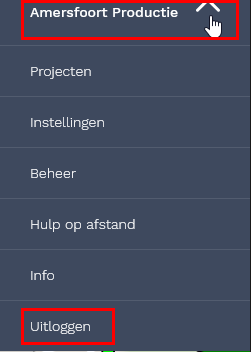 Amersfoort Productie
Projecten
Instellingen
Beheer
Hulp op afstand
Info
Uitloggen